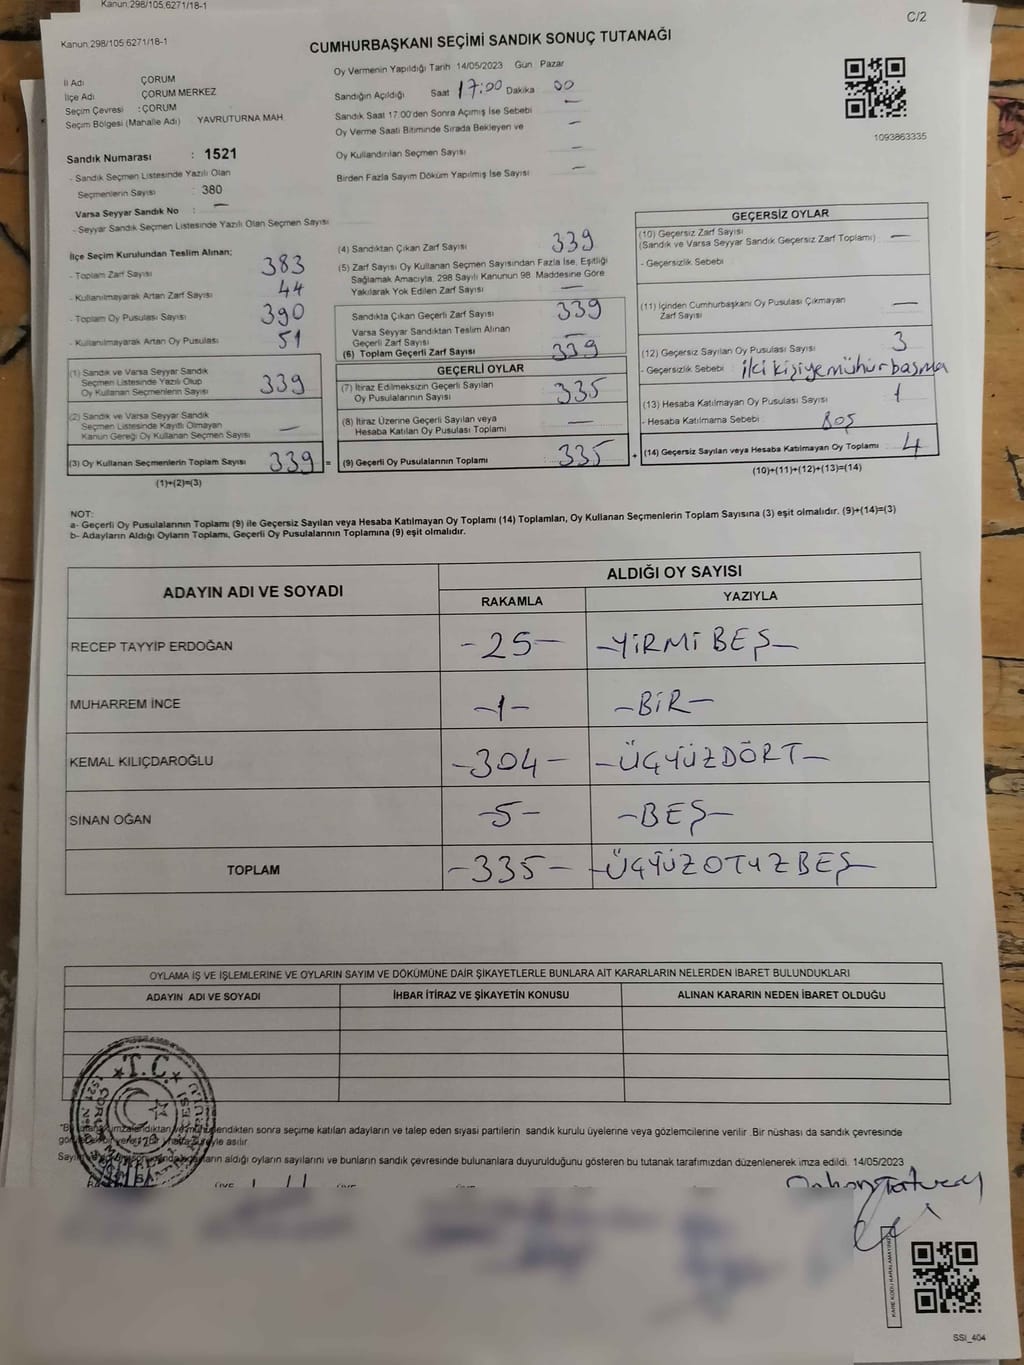 Kanun;298/105;6271/18-1
C/2
Kanun;298/105;6271/18-1
CUMHURBAŞKANI SEÇİMİ SANDIK SONUÇ TUTANAĞI
İl Adı ÇORUM
İlçe Adı ÇORUM MERKEZ
Seçim Çevresi : ÇORUM
Seçim Bölgesi (Mahalle Adı) YAVRUTURNA MAH.
Oy Vermenin Yapıldığı Tarih 14/05/2023 Gün Pazar
Sandığın Açıldığı Saat 17:00 Dakika 00
Sandık Saat 17.00'den Sonra Açımış İse Sebebi —
Oy Verme Saati Bitiminde Sırada Bekleyen ve —
Oy Kullandırılan Seçmen Sayısı —
Birden Fazla Sayım Döküm Yapılmış İse Sayısı —
1093863335
Sandık Numarası : 1521
- Sandık Seçmen Listesinde Yazılı Olan
Seçmenlerin Sayısı 380
Varsa Seyyar Sandık No : —
- Seyyar Sandık Seçmen Listesinde Yazılı Olan Seçmen Sayısı
İlçe Seçim Kurulundan Teslim Alınan;
- Toplam Zarf Sayısı 383
- Kullanılmayarak Artan Zarf Sayısı 44
- Toplam Oy Pusulası Sayısı 390
- Kullanılmayarak Artan Oy Pusulası 51
(1) Sandık ve Varsa Seyyar Sandık
Seçmen Listesinde Yazılı Olup
Oy Kullanan Seçmenlerin Sayısı 339
(2) Sandık ve Varsa Seyyar Sandık
Seçmen Listesinde Kayıtlı Olmayan
Kanun Gereği Oy Kullanan Seçmen Sayısı —
(3) Oy Kullanan Seçmenlerin Toplam Sayısı 339 =
(1)+(2)=(3)
(4) Sandıktan Çıkan Zarf Sayısı 339
(5) Zarf Sayısı Oy Kullanan Seçmen Sayısından Fazla İse, Eşitliği
Sağlamak Amacıyla, 298 Sayılı Kanunun 98. Maddesine Göre
Yakılarak Yok Edilen Zarf Sayısı —
Sandıkta Çıkan Geçerli Zarf Sayısı 339
Varsa Seyyar Sandıktan Teslim Alınan
Geçerli Zarf Sayısı —
(6) Toplam Geçerli Zarf Sayısı 339
GEÇERLİ OYLAR
(7) İtiraz Edilmeksizin Geçerli Sayılan
Oy Pusulalarının Sayısı 335
(8) İtiraz Üzerine Geçerli Sayılan veya
Hesaba Katılan Oy Pusulası Toplamı —
(9) Geçerli Oy Pusulalarının Toplamı : 335 +
GEÇERSİZ OYLAR
(10) Geçersiz Zarf Sayısı
(Sandık ve Varsa Seyyar Sandık Geçersiz Zarf Toplamı) —
- Geçersizlik Sebebi
(11) İçinden Cumhurbaşkanı Oy Pusulası Çıkmayan
Zarf Sayısı —
(12) Geçersiz Sayılan Oy Pusulası Sayısı 3
- Geçersizlik Sebebi iki kişiye mühür basma
(13) Hesaba Katılmayan Oy Pusulası Sayısı 1
- Hesaba Katılmama Sebebi Boş
(14) Geçersiz Sayılan veya Hesaba Katılmayan Oy Toplamı 4
(10)+(11)+(12)+(13)=(14)
NOT:
a- Geçerli Oy Pusulalarının Toplamı (9) ile Geçersiz Sayılan veya Hesaba Katılmayan Oy Toplamı (14) Toplamları, Oy Kullanan Seçmenlerin Toplam Sayısına (3) eşit olmalıdır. (9)+(14)=(3)
b- Adayların Aldığı Oyların Toplamı, Geçerli Oy Pusulalarının Toplamına (9) eşit olmalıdır.
ADAYIN ADI VE SOYADI
ALDIĞI OY SAYISI
RAKAMLA YAZIYLA
RECEP TAYYİP ERDOĞAN -25- -YİRMİ BEŞ-
MUHARREM İNCE -1- -BİR-
KEMAL KILIÇDAROĞLU -304- -ÜÇYÜZDÖRT-
SİNAN OĞAN -5- -BEŞ-
TOPLAM -335- -ÜÇYÜZOTUZBEŞ-
OYLAMA İŞ VE İŞLEMLERİNE VE OYLARIN SAYIM VE DÖKÜMÜNE DAİR ŞİKAYETLERLE BUNLARA AİT KARARLARIN NELERDEN İBARET BULUNDUKLARI
ADAYIN ADI VE SOYADI İHBAR İTİRAZ VE ŞİKAYETİN KONUSU ALINAN KARARIN NEDEN İBARET OLDUĞU
T.C.
sonra seçime katılan adayların ve talep eden siyasi partilerin sandık kurulu üyelerine veya gözlemcilerine verilir .Bir nüshası da sandık çevresinde
asılır.
aldığı oyların sayılarını ve bunların sandık çevresinde bulunanlara duyurulduğunu gösteren bu tutanak tarafımızdan düzenlenerek imza edildi. 14/05/2023
KARE KODU KARALAMAYINIZ
SSI_404